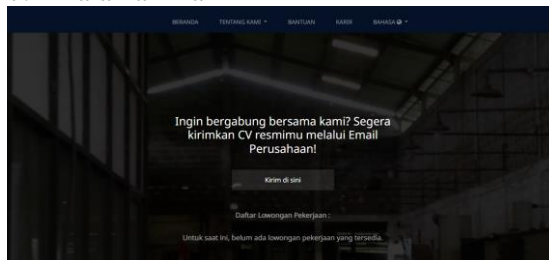 BERANDA TENTANG KAMI BANTUAN KARIR BAHASA
Ingin bergabung bersama kami? Segera
kirimkan CV resmimu melalui Email
Perusahaan!
Kirim di sini
Daftar Lowongan Pekerjaan :
Untuk saat ini, belum ada lowongan pekerjaan yang tersedia.